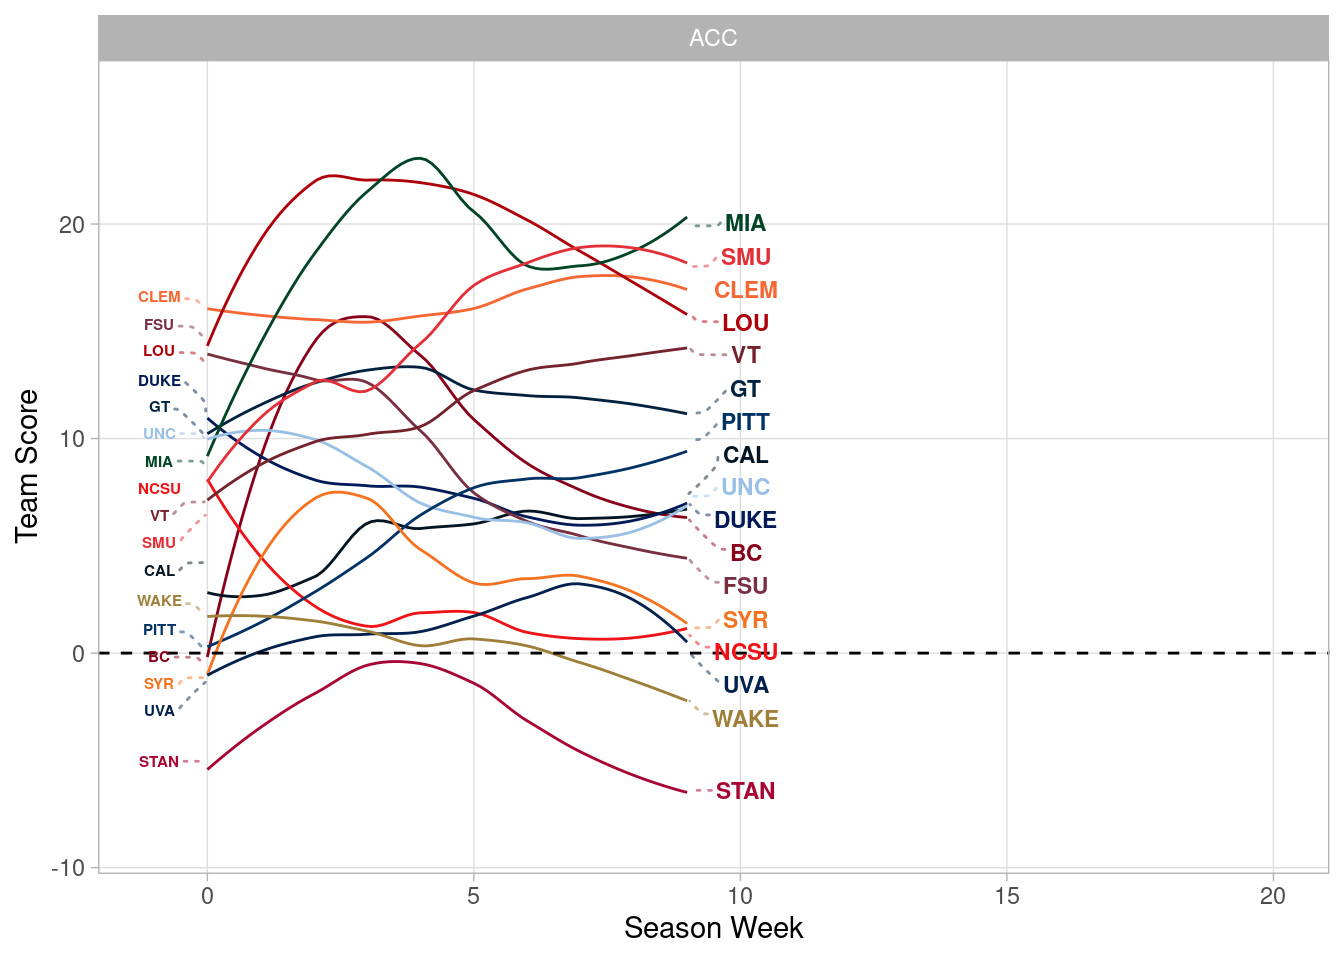 ACC
Team Score
20
10
0
-10
CLEM
FSU
LOU
DUKE
GT
UNC
MIA
NCSU
VT
SMU
CAL
WAKE
PITT
BC
SYR
UVA
STAN
MIA
SMU
CLEM
LOU
VT
GT
PITT
CAL
UNC
DUKE
BC
FSU
SYR
NCSU
UVA
WAKE
STAN
0 5 10 15 20
Season Week